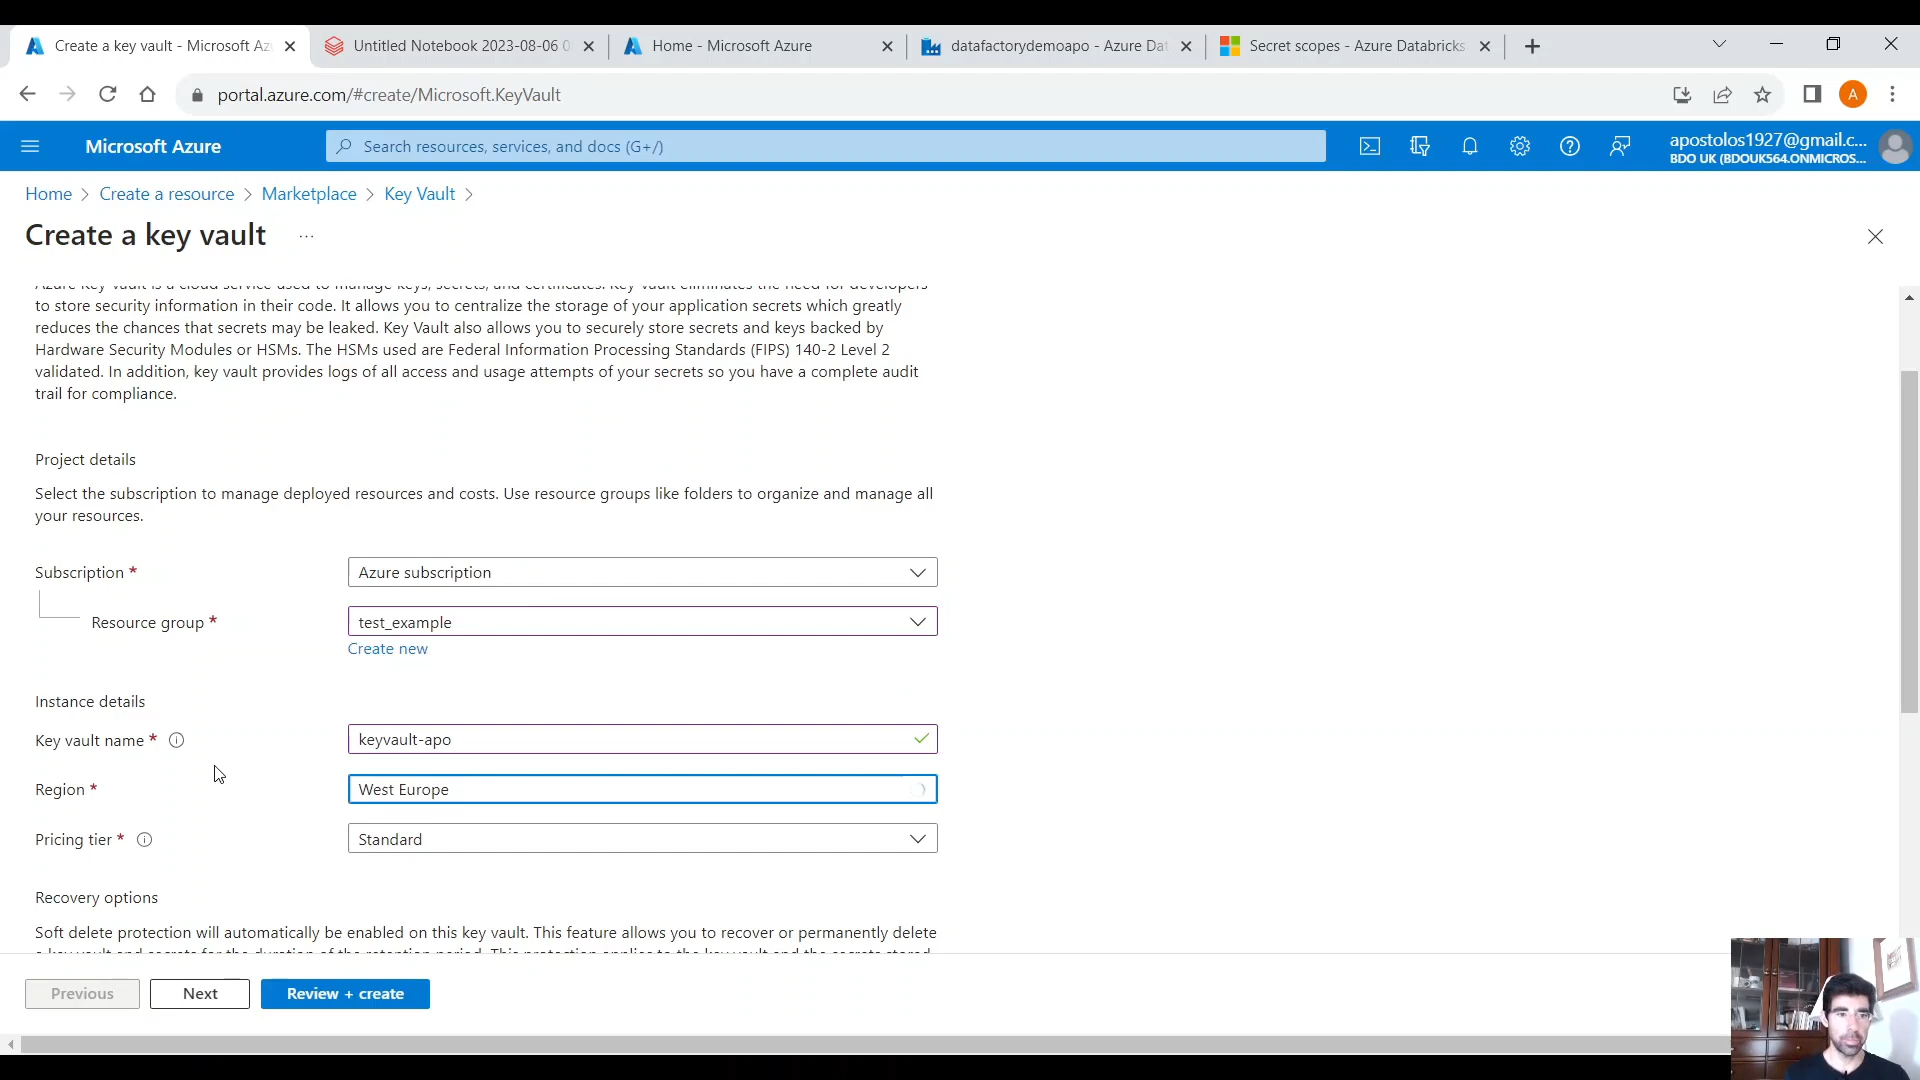 Create a key vault - Microsoft Az
Untitled Notebook 2023-08-06 0
Home - Microsoft Azure
datafactorydemoapo - Azure Dat
Secret scopes - Azure Databricks
portal.azure.com/#create/Microsoft.KeyVault
A
Microsoft Azure
Search resources, services, and docs (G+/)
apostolos1927@gmail.c...
BDO UK (BDOUK564.ONMICROS...
Home > Create a resource > Marketplace > Key Vault >
Create a key vault ...
Azure Key Vault is a cloud service used to manage keys, secrets, and certificates. Key Vault eliminates the need for developers
to store security information in their code. It allows you to centralize the storage of your application secrets which greatly
reduces the chances that secrets may be leaked. Key Vault also allows you to securely store secrets and keys backed by
Hardware Security Modules or HSMs. The HSMs used are Federal Information Processing Standards (FIPS) 140-2 Level 2
validated. In addition, key vault provides logs of all access and usage attempts of your secrets so you have a complete audit
trail for compliance.
Project details
Select the subscription to manage deployed resources and costs. Use resource groups like folders to organize and manage all
your resources.
Subscription *
Azure subscription
Resource group *
test_example
Create new
Instance details
Key vault name *
keyvault-apo
Region *
West Europe
Pricing tier *
Standard
Recovery options
Soft delete protection will automatically be enabled on this key vault. This feature allows you to recover or permanently delete
a key vault and secrets for the duration of the retention period. This protection applies to the key vault and the secrets stored
Previous
Next
Review + create